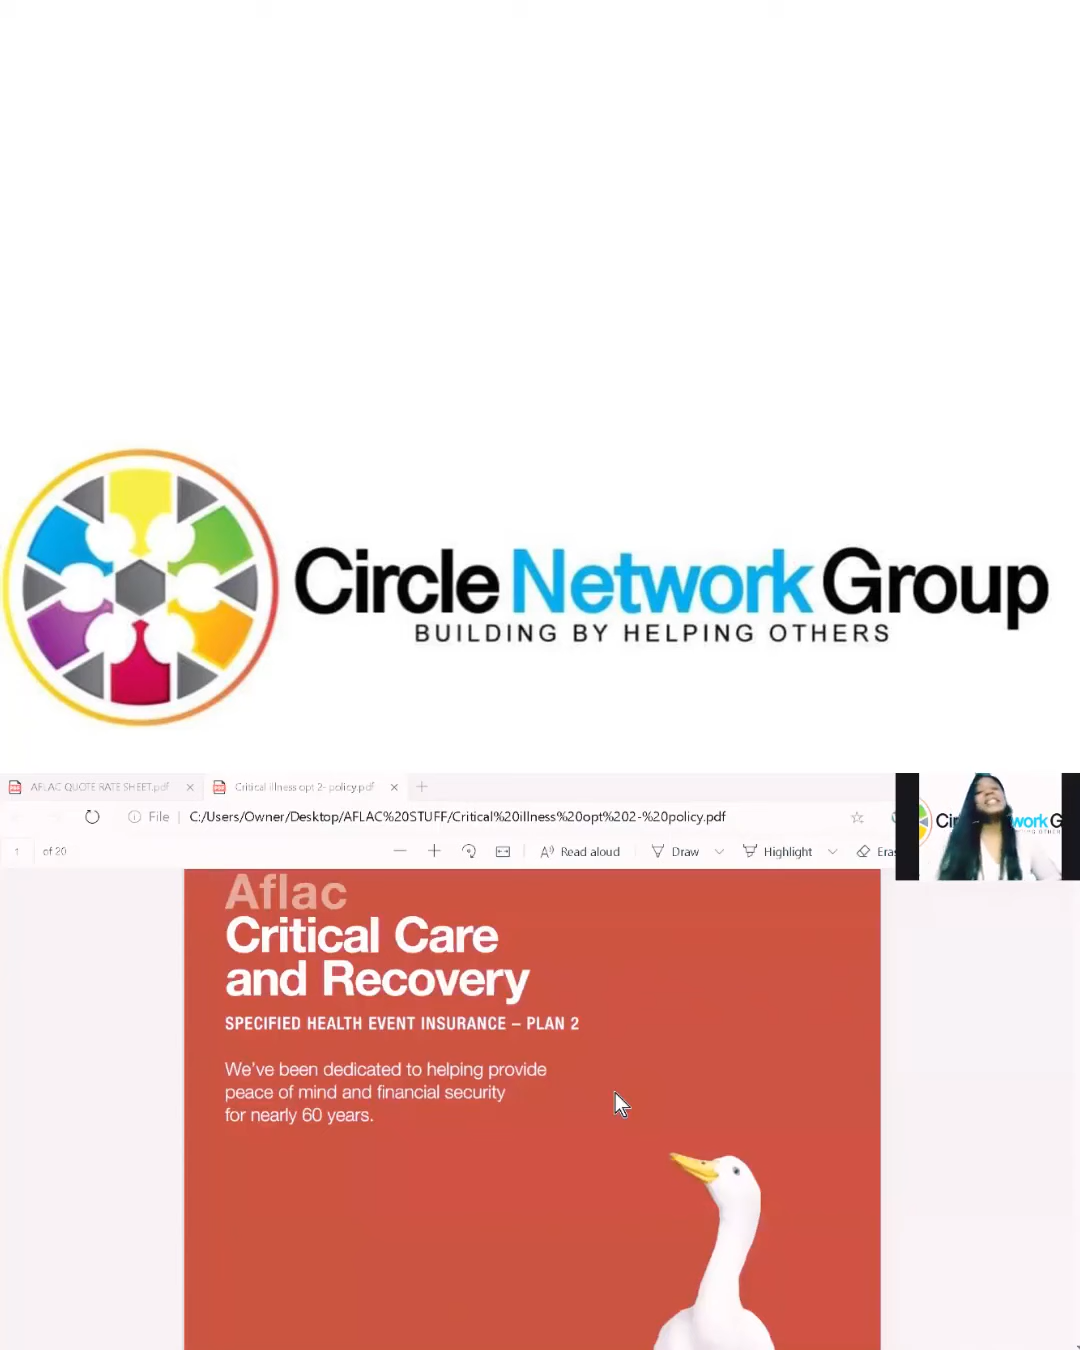 Circle Network Group
BUILDING BY HELPING OTHERS
AFLAC QUOTE RATE SHEET.pdf
Critical illness opt 2- policy.pdf
File
C:/Users/Owner/Desktop/AFLAC%20STUFF/Critical%20illness%20opt%202-%20policy.pdf
1 of 20
Read aloud
Draw
Highlight
Eras
Cir work G
Aflac
Critical Care
and Recovery
SPECIFIED HEALTH EVENT INSURANCE – PLAN 2
We've been dedicated to helping provide
peace of mind and financial security
for nearly 60 years.